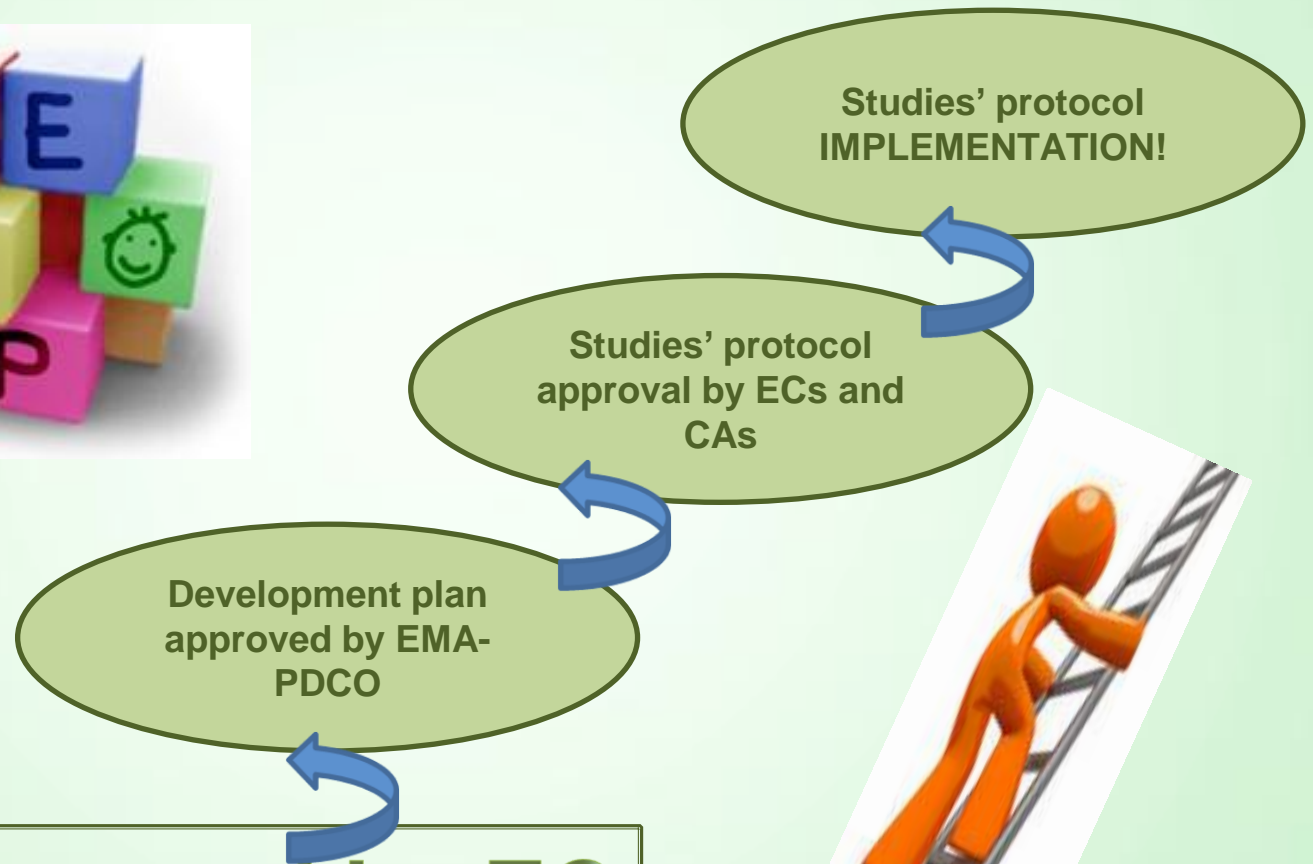 E
P
Studies’ protocol
IMPLEMENTATION!
Studies’ protocol
approval by ECs and
CAs
Development plan
approved by EMA-
PDCO